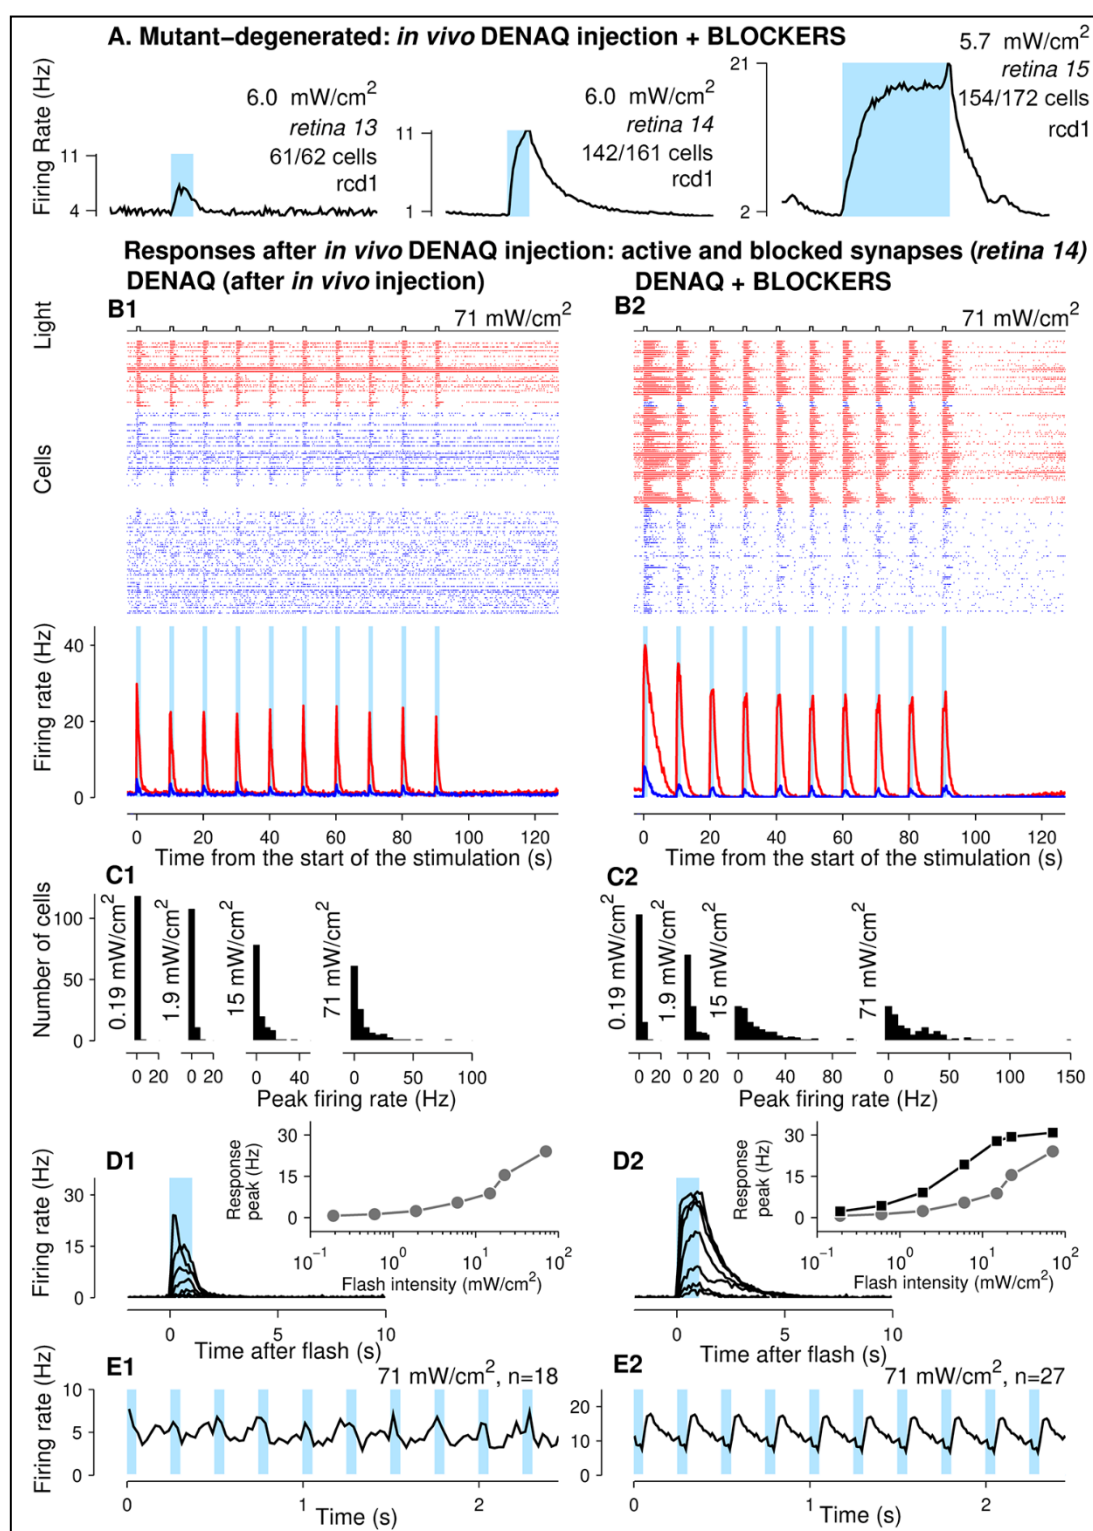 A. Mutant−degenerated: in vivo DENAQ injection + BLOCKERS
Firing Rate (Hz)
11
4
6.0 mW/cm2
retina 13
61/62 cells
rcd1
11
1
6.0 mW/cm2
retina 14
142/161 cells
rcd1
21
2
5.7 mW/cm2
retina 15
154/172 cells
rcd1
Responses after in vivo DENAQ injection: active and blocked synapses (retina 14)
DENAQ (after in vivo injection)
DENAQ + BLOCKERS
B1
71 mW/cm2
B2
71 mW/cm2
Light
Cells
Firing rate (Hz)
40
20
0
0 20 40 60 80 100 120
Time from the start of the stimulation (s)
0 20 40 60 80 100 120
Time from the start of the stimulation (s)
C1
Number of cells
100
50
0
0.19 mW/cm2
1.9 mW/cm2
15 mW/cm2
71 mW/cm2
0 20
0 20
0 40
0 50 100
Peak firing rate (Hz)
C2
0.19 mW/cm2
1.9 mW/cm2
15 mW/cm2
71 mW/cm2
0 20
0 20
0 40 80
0 50 100 150
Peak firing rate (Hz)
D1
Firing rate (Hz)
30
15
0
0 5 10
Time after flash (s)
Response
peak (Hz)
30
15
0
10−1 100 101 102
Flash intensity (mW/cm2)
D2
0 5 10
Time after flash (s)
Response
peak (Hz)
30
15
0
10−1 100 101 102
Flash intensity (mW/cm2)
E1
71 mW/cm2, n=18
Firing rate (Hz)
10
5
0
0 1 2
Time (s)
E2
71 mW/cm2, n=27
20
10
0
0 1 2
Time (s)